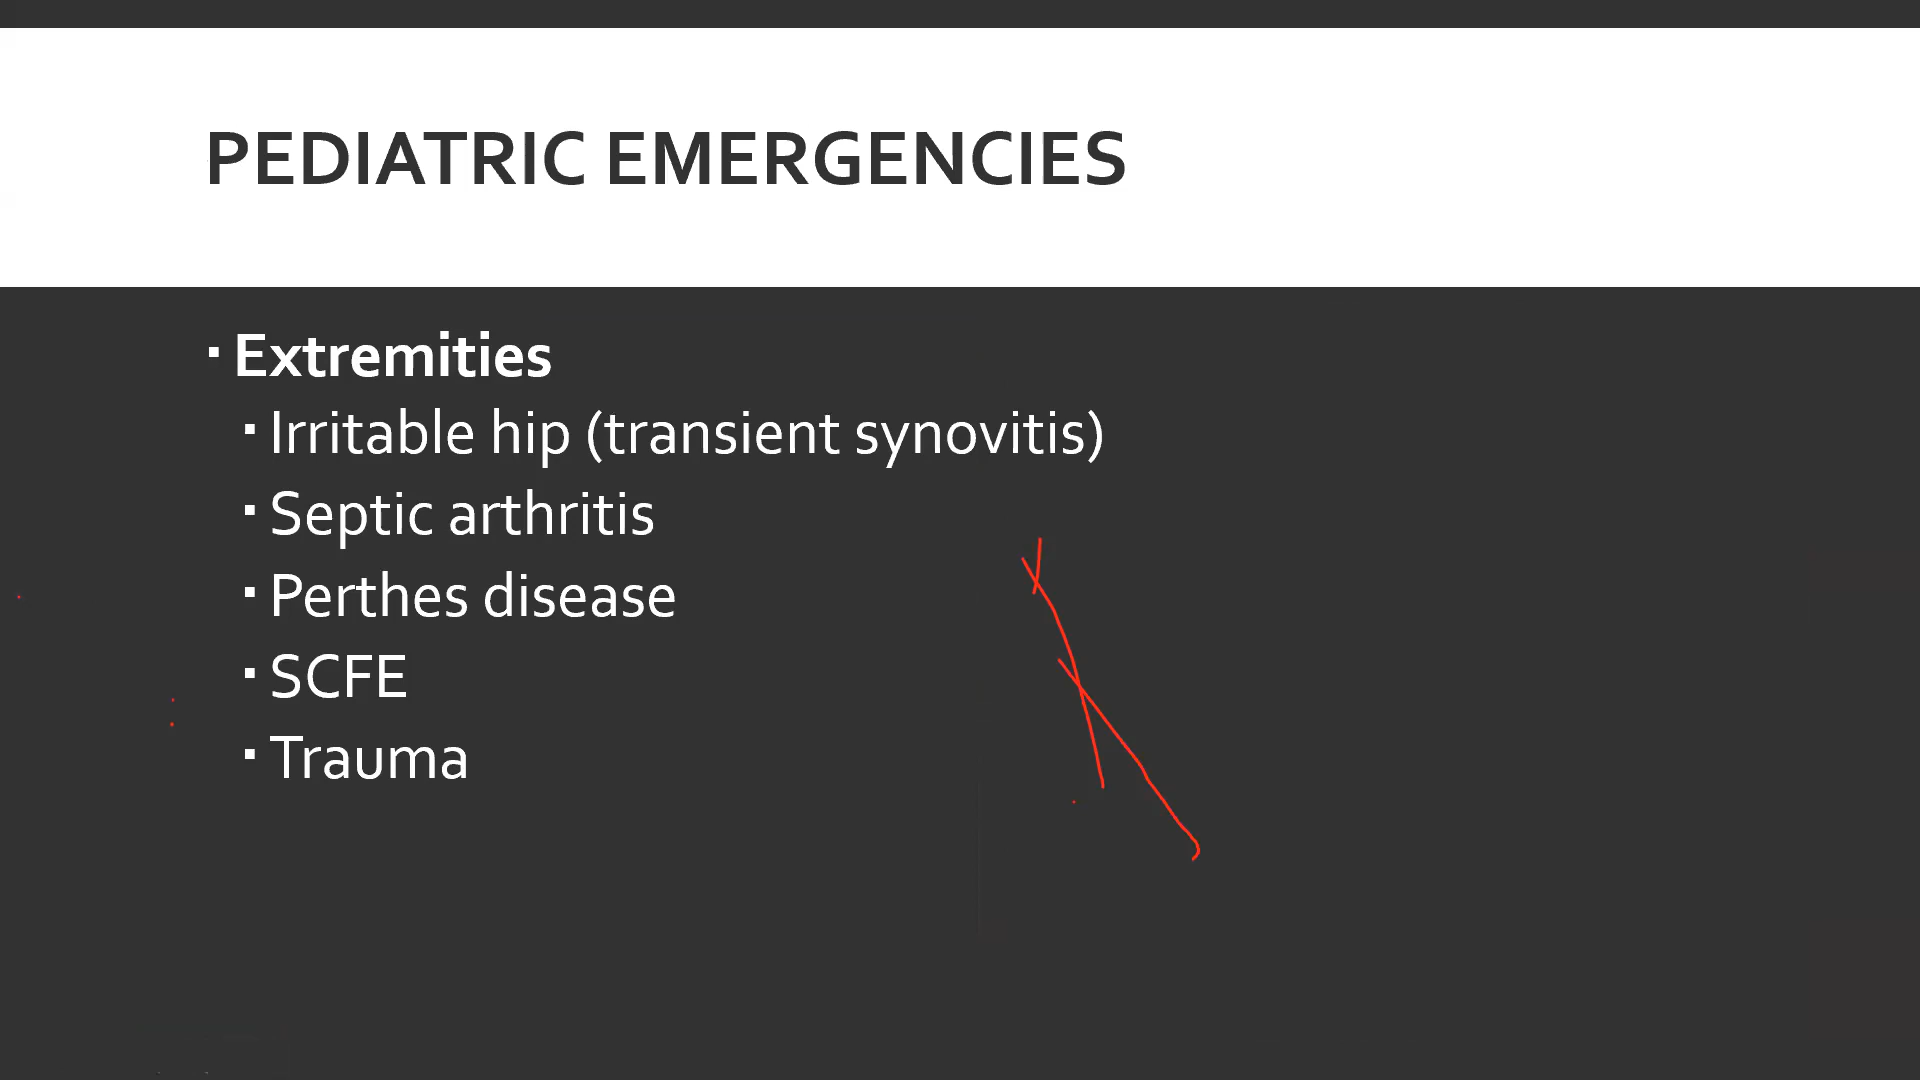 PEDIATRIC EMERGENCIES
▪ Extremities
▪ Irritable hip (transient synovitis)
▪ Septic arthritis
▪ Perthes disease
▪ SCFE
▪ Trauma